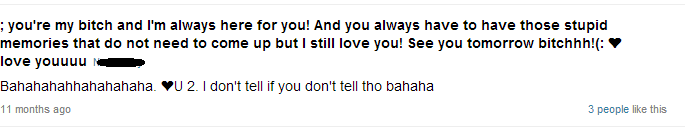 ; you're my bitch and I'm always here for you! And you always have to have those stupid
memories that do not need to come up but I still love you! See you tomorrow bitchhh!(: ♥
love youuuu
Bahahahahhahahahaha. ♥U 2. I don't tell if you don't tell tho bahaha
11 months ago 3 people like this